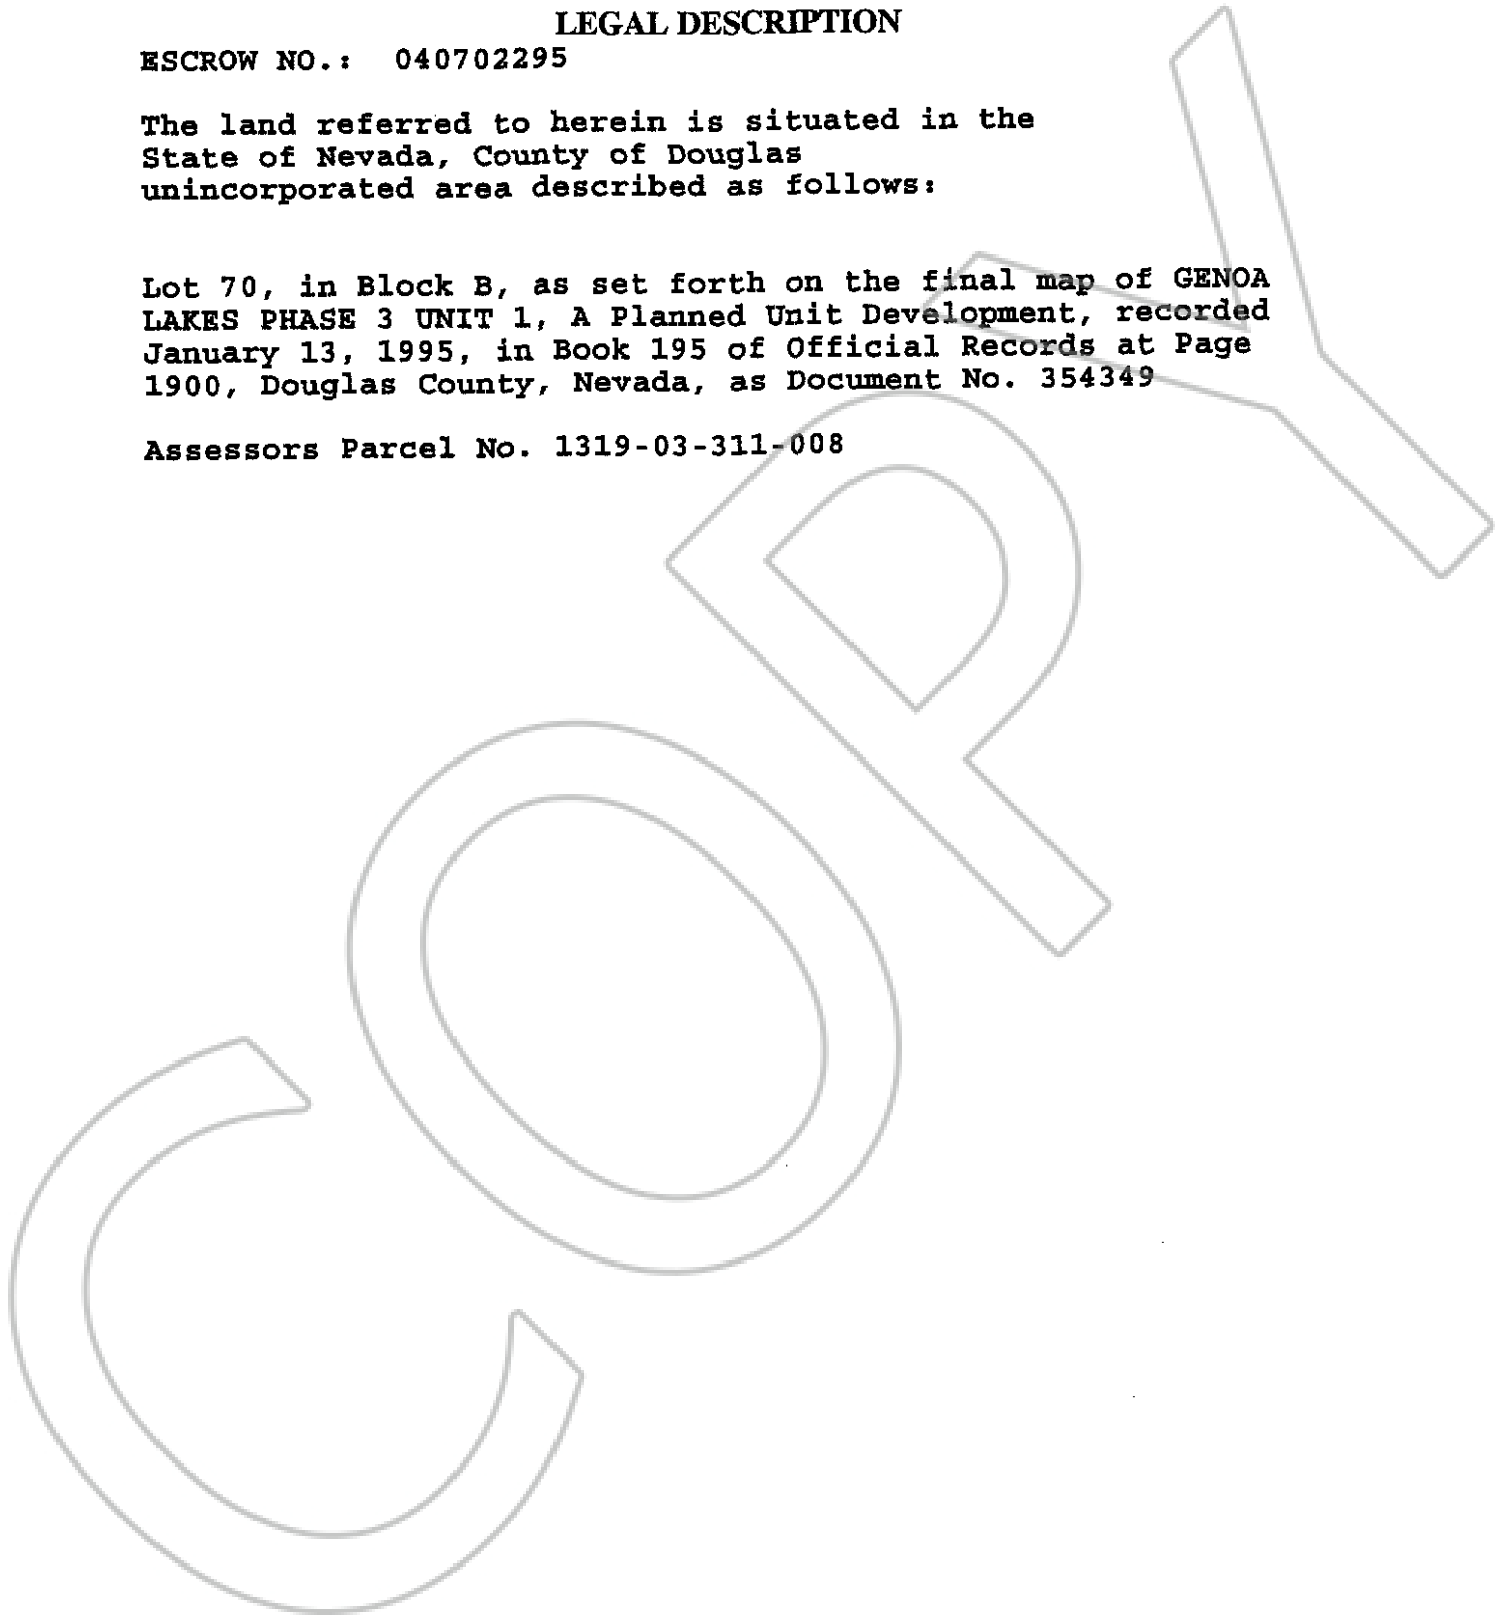 LEGAL DESCRIPTION
ESCROW NO.: 040702295
The land referred to herein is situated in the
State of Nevada, County of Douglas
unincorporated area described as follows:
Lot 70, in Block B, as set forth on the final map of GENOA
LAKES PHASE 3 UNIT 1, A Planned Unit Development, recorded
January 13, 1995, in Book 195 of Official Records at Page
1900, Douglas County, Nevada, as Document No. 354349
Assessors Parcel No. 1319-03-311-008
COPY